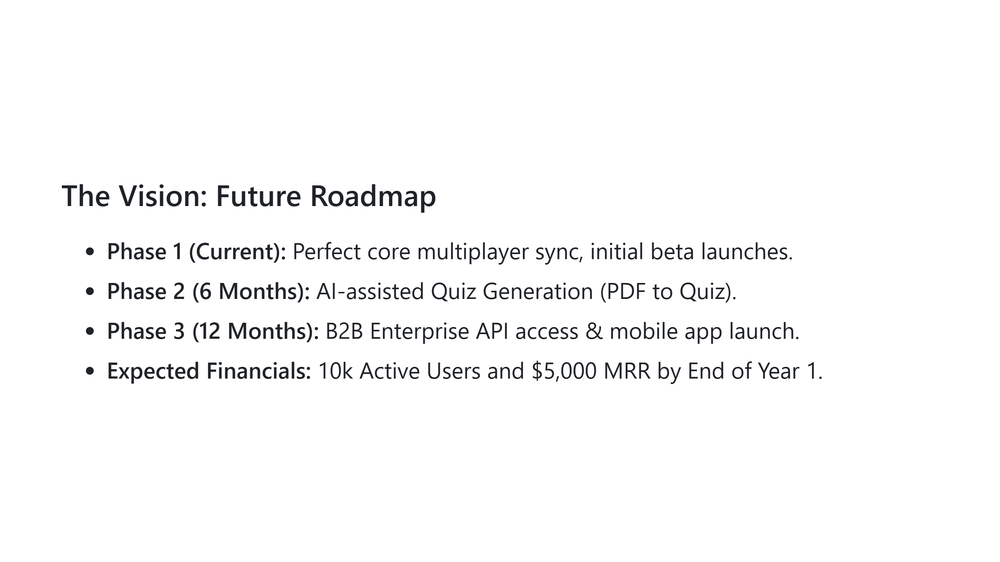 The Vision: Future Roadmap
• Phase 1 (Current): Perfect core multiplayer sync, initial beta launches.
• Phase 2 (6 Months): AI-assisted Quiz Generation (PDF to Quiz).
• Phase 3 (12 Months): B2B Enterprise API access & mobile app launch.
• Expected Financials: 10k Active Users and $5,000 MRR by End of Year 1.